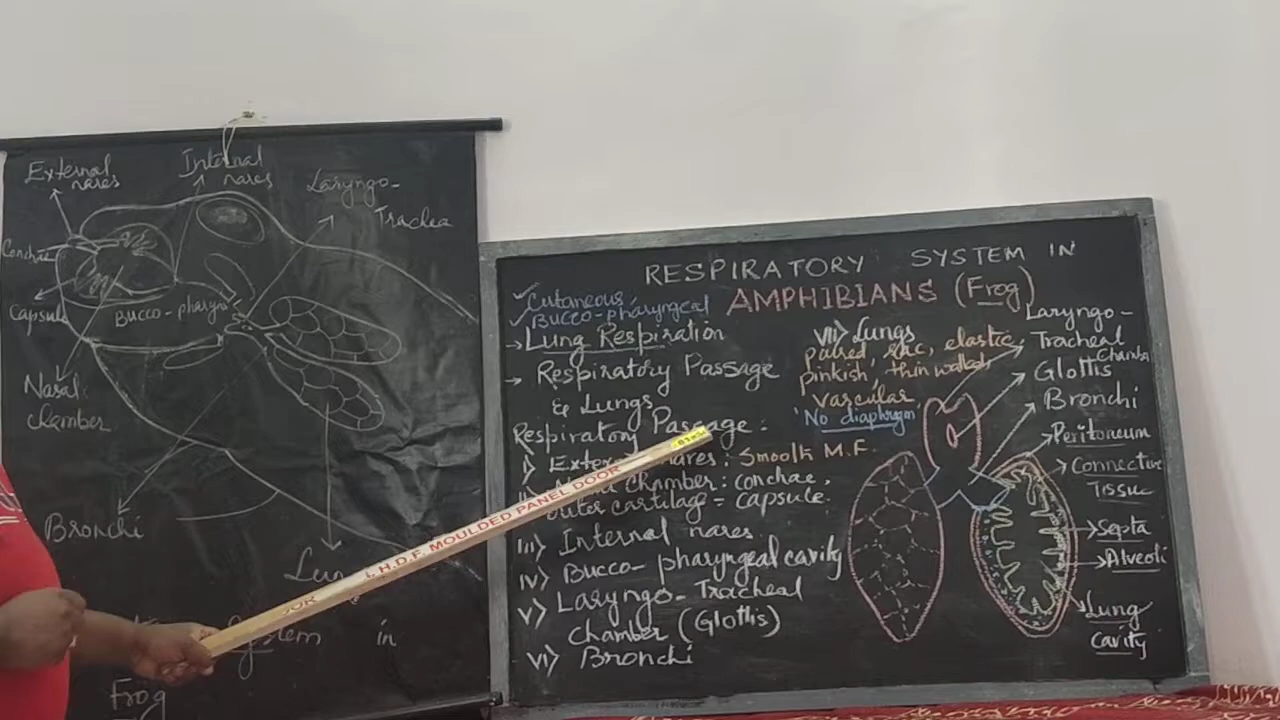 External
nares
Internal
nares
Laryngo-
Trachea
Conchae
Capsule
Bucco-pharyn
Nasal
chamber
Bronchi
Lun
System in
Frog
RESPIRATORY SYSTEM IN
AMPHIBIANS (Frog)
Cutaneous,
Bucco-pharyngeal
→ Lung Respiration
→ Respiratory Passage
& Lungs
Respiratory Passage:
i) Exter nares: Smooth M.F.
chamber: conchae,
outer cartilage = capsule.
iii) Internal nares
iv) Bucco-pharyngeal cavity
v) Laryngo-Tracheal
chamber (Glottis)
vi) Bronchi
vii) Lungs
paired, sac, elastic,
pinkish, thin walled
vascular
'No diaphragm
Laryngo-
Tracheal
Chamber
Glottis
Bronchi
Peritoneum
Connective
Tissue
Septa
Alveoli
Lung
cavity
H.D.F. MOULDED PANEL DOOR